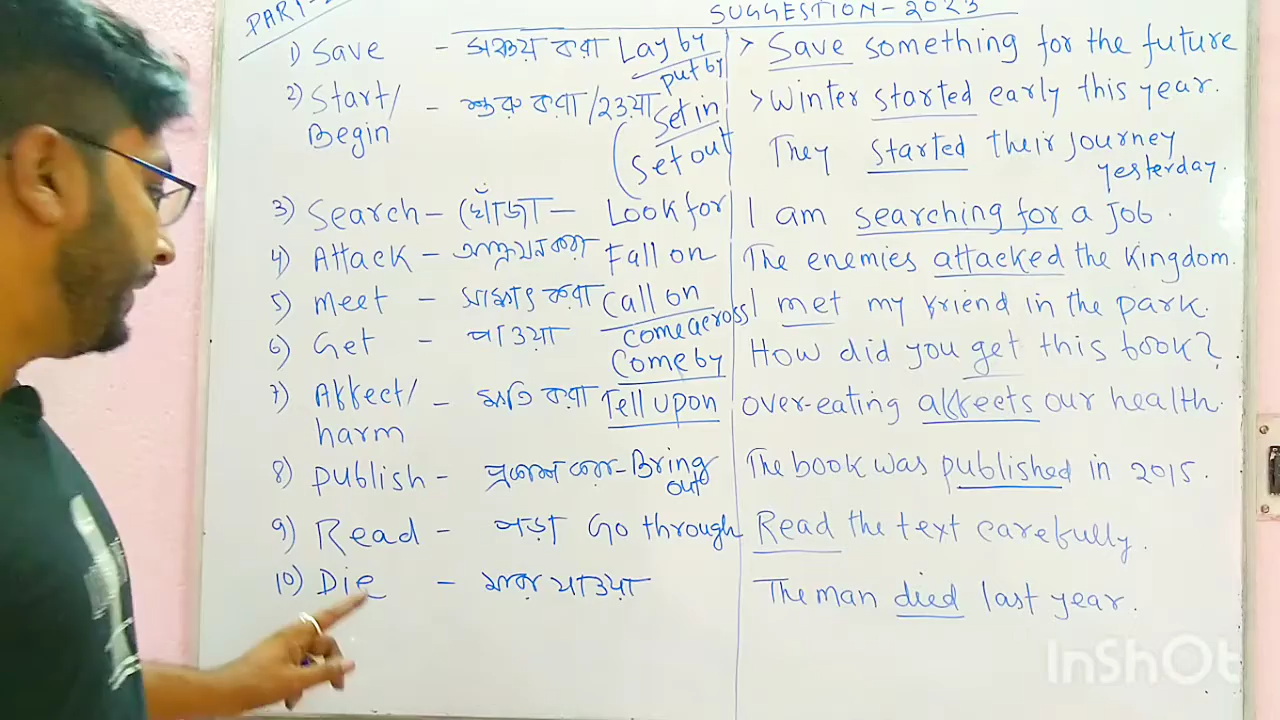 PART-
SUGGESTION-2023
1) Save - সঞ্চয় করা Lay by > Save something for the future
put by
2) Start/ - শুরু করা/হওয়া Set in > Winter started early this year.
Begin (Set out They started their journey
yesterday.
3) Search - খোঁজা - Look for I am searching for a job.
4) Attack - আক্রমন করা Fall on The enemies attacked the kingdom.
5) meet - সাক্ষাৎ করা Call on I met my friend in the park.
come across
6) Get - পাওয়া Come by How did you get this book?
7) Affect/ - ক্ষতি করা Tell upon over-eating affects our health.
harm
8) publish - প্রকাশ করা - Bring out The book was published in 2015.
9) Read - পড়া Go through Read the text carefully.
10) Die - মারা যাওয়া The man died last year.
InShOt